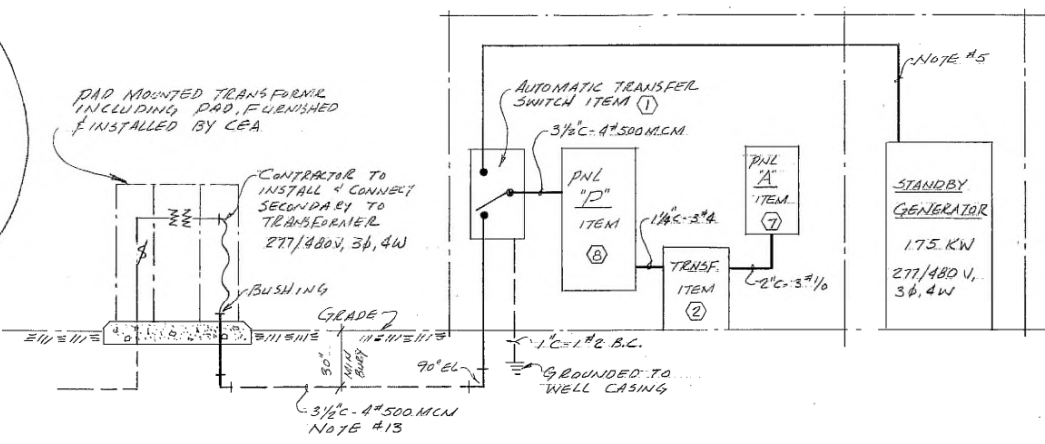 PAD MOUNTED TRANSFORMER
INCLUDING PAD, FURNISHED
& INSTALLED BY CEA
CONTRACTOR TO
INSTALL & CONNECT
SECONDARY TO
TRANSFORMER
277/480V, 3ϕ, 4W
BUSHING
GRADE
30"
MIN
BURY
90° EL
3½"C - 4#500 MCM
NOTE #13
AUTOMATIC TRANSFER
SWITCH ITEM 1
3½"C - 4#500 MCM
PNL
"P"
ITEM
8
1¼"C - 3#4
TRNSF.
ITEM
2
PNL
"A"
ITEM
7
2"C - 3#1/0
1"C - 1#2 B.C.
GROUNDED TO
WELL CASING
NOTE #5
STANDBY
GENERATOR
175 KW
277/480 V,
3ϕ, 4W